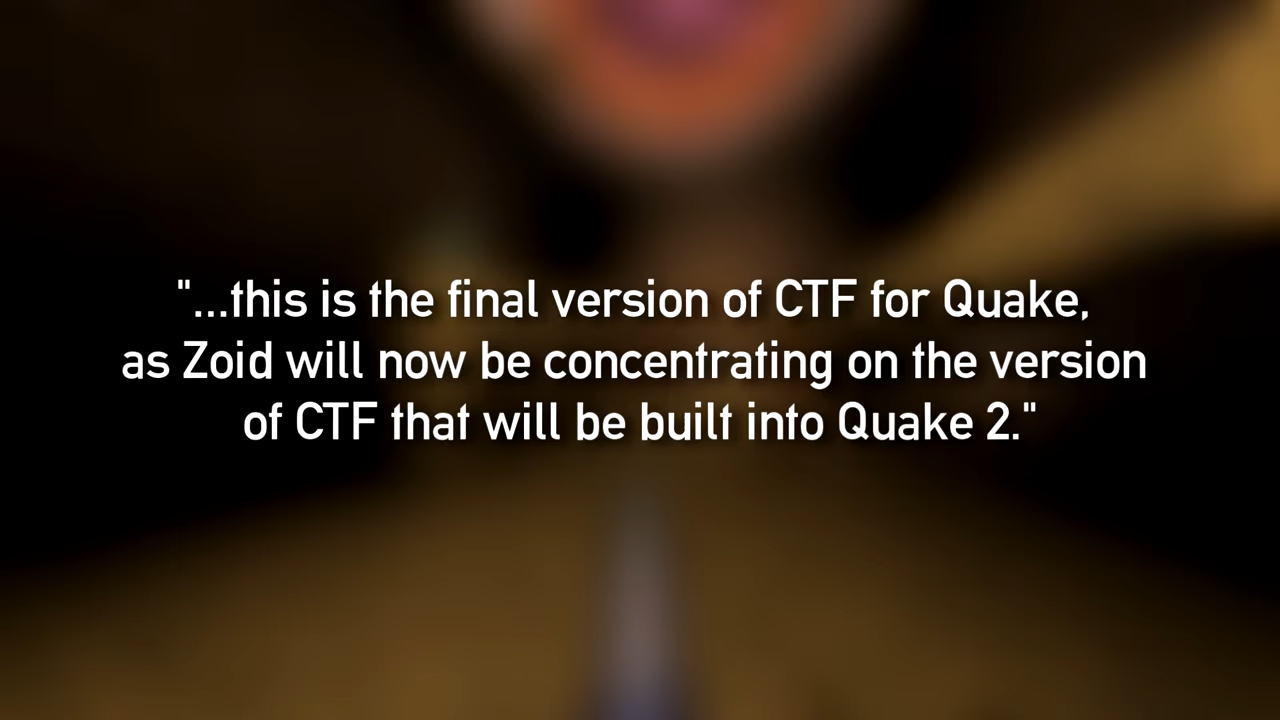 "...this is the final version of CTF for Quake,
as Zoid will now be concentrating on the version
of CTF that will be built into Quake 2."